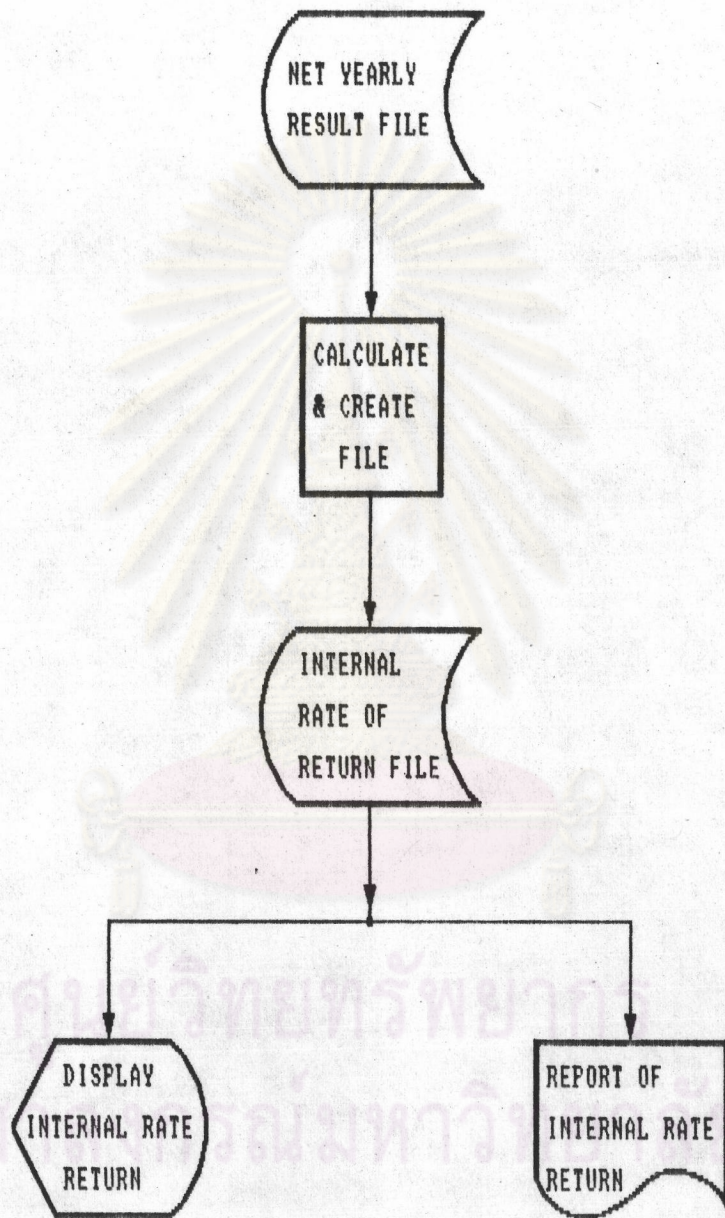 NET YEARLY
RESULT FILE
CALCULATE
& CREATE
FILE
INTERNAL
RATE OF
RETURN FILE
DISPLAY
INTERNAL RATE
RETURN
REPORT OF
INTERNAL RATE
RETURN
ศูนย์วิทยทรัพยากร